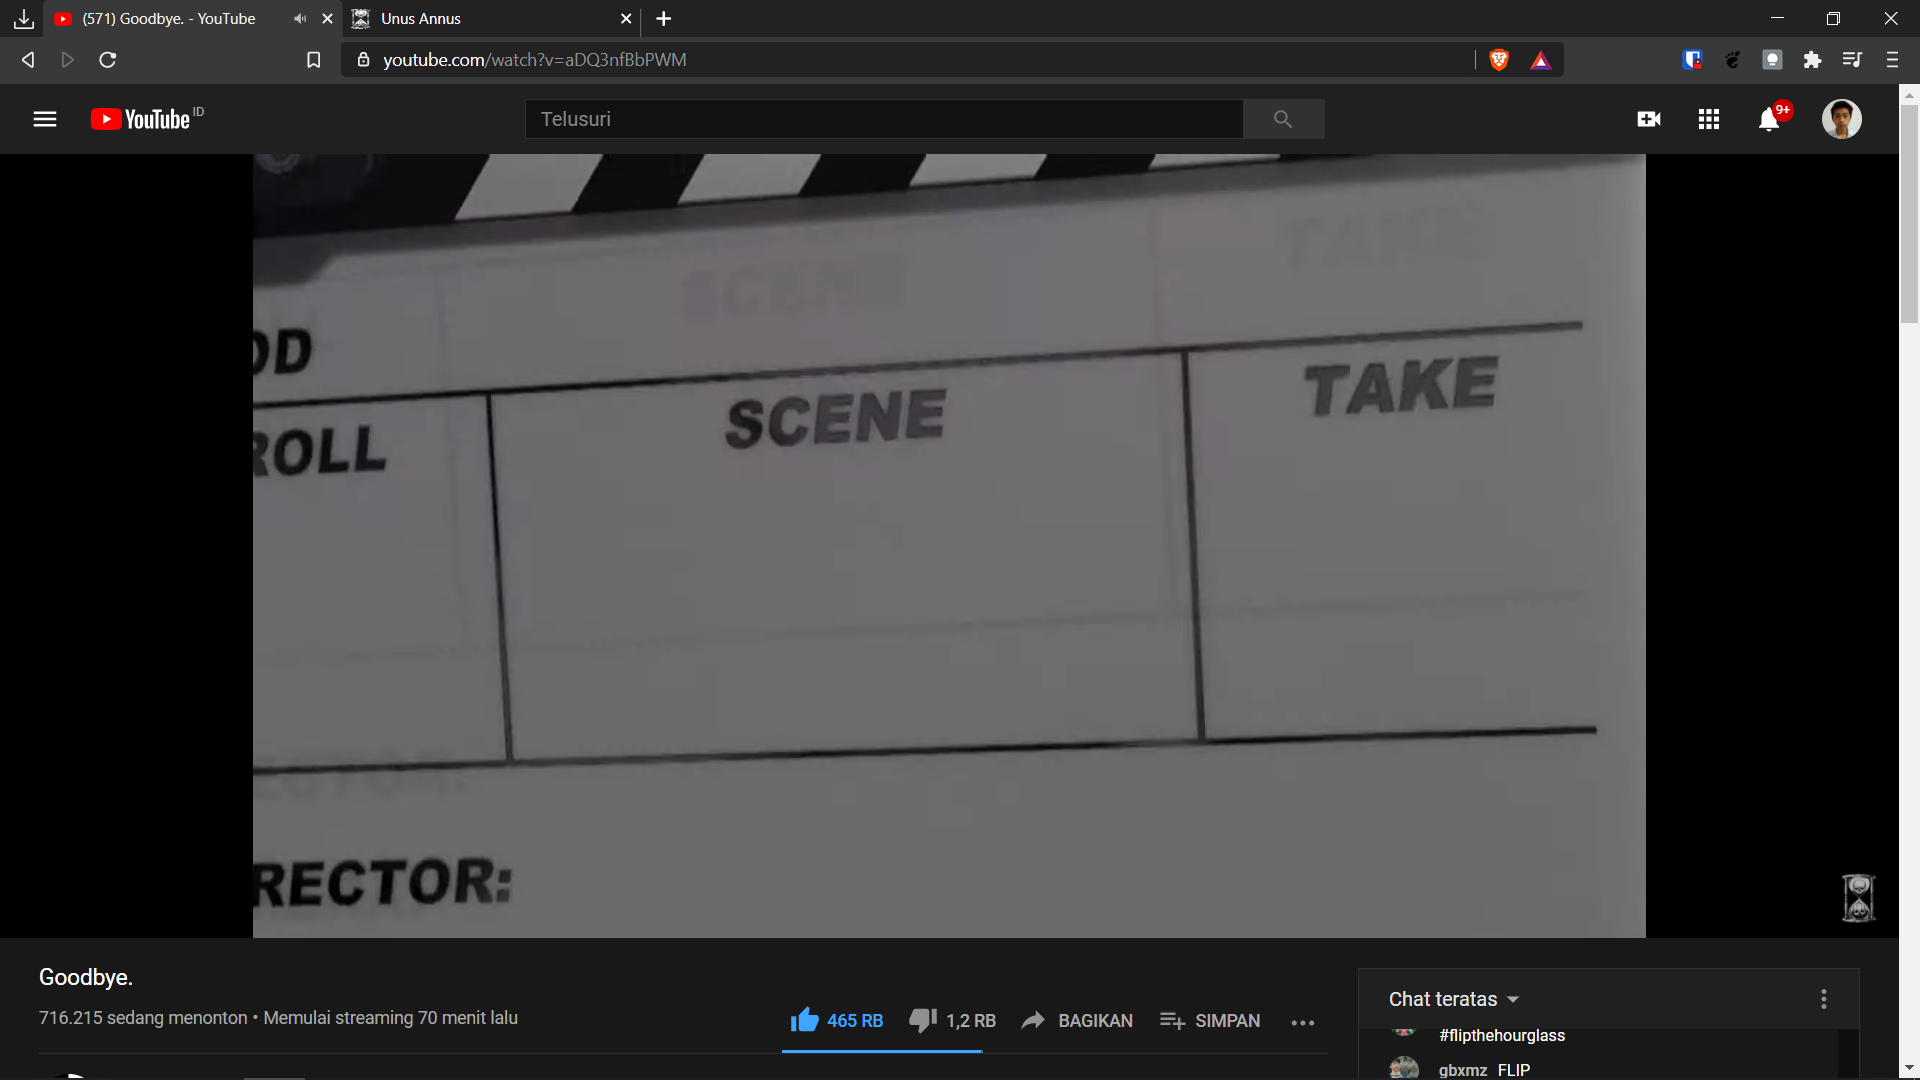 (571) Goodbye. - YouTube
Unus Annus
youtube.com/watch?v=aDQ3nfBbPWM
YouTube ID
Telusuri
9+
TAKE
SCENE
OD
SCENE
TAKE
ROLL
ECTOR:
RECTOR:
Goodbye.
716.215 sedang menonton • Memulai streaming 70 menit lalu
465 RB
1,2 RB
BAGIKAN
SIMPAN
Chat teratas
#flipthehourglass
gbxmz FLIP